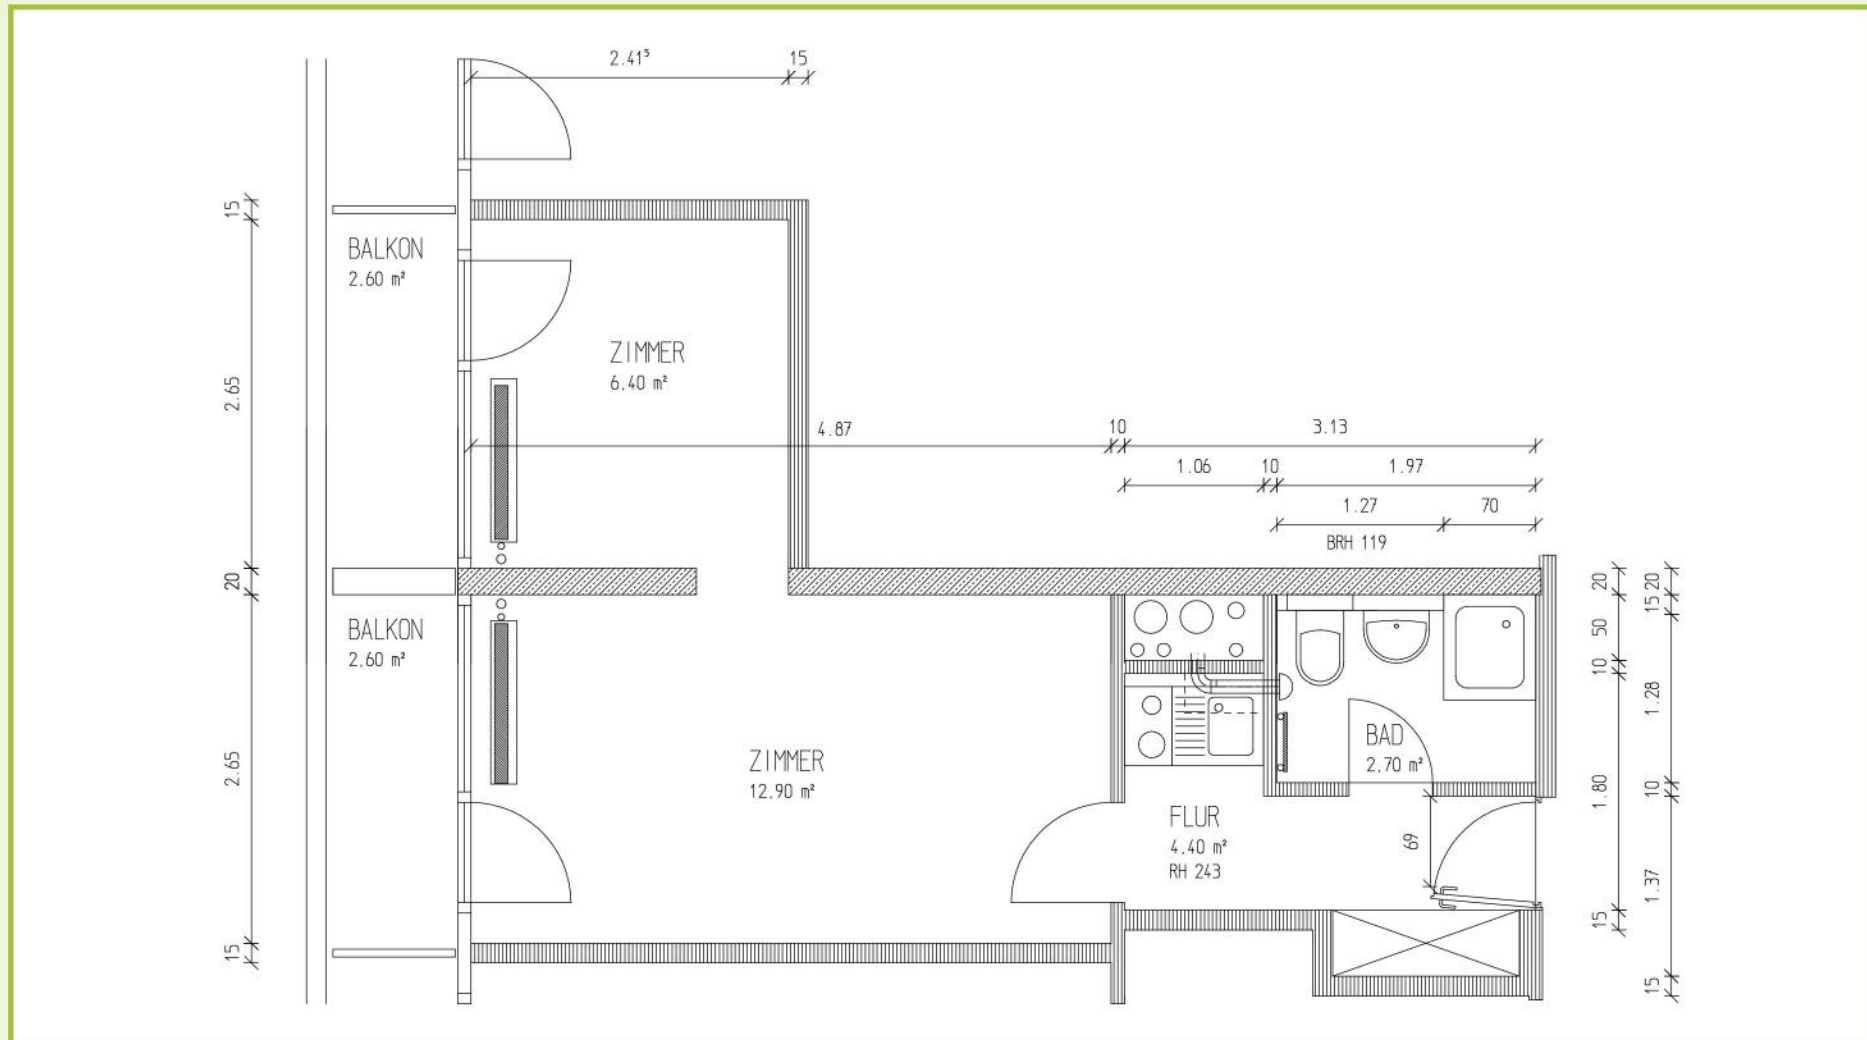 2.41⁵
15
15
BALKON
2.60 m²
ZIMMER
6.40 m²
2.65
4.87
10
3.13
1.06
10
1.97
1.27
70
BRH 119
20
20
20
15
50
10
BALKON
2.60 m²
1.28
BAD
2.70 m²
ZIMMER
12.90 m²
2.65
1.80
10
FLUR
4.40 m²
RH 243
69
1.37
15
15
15